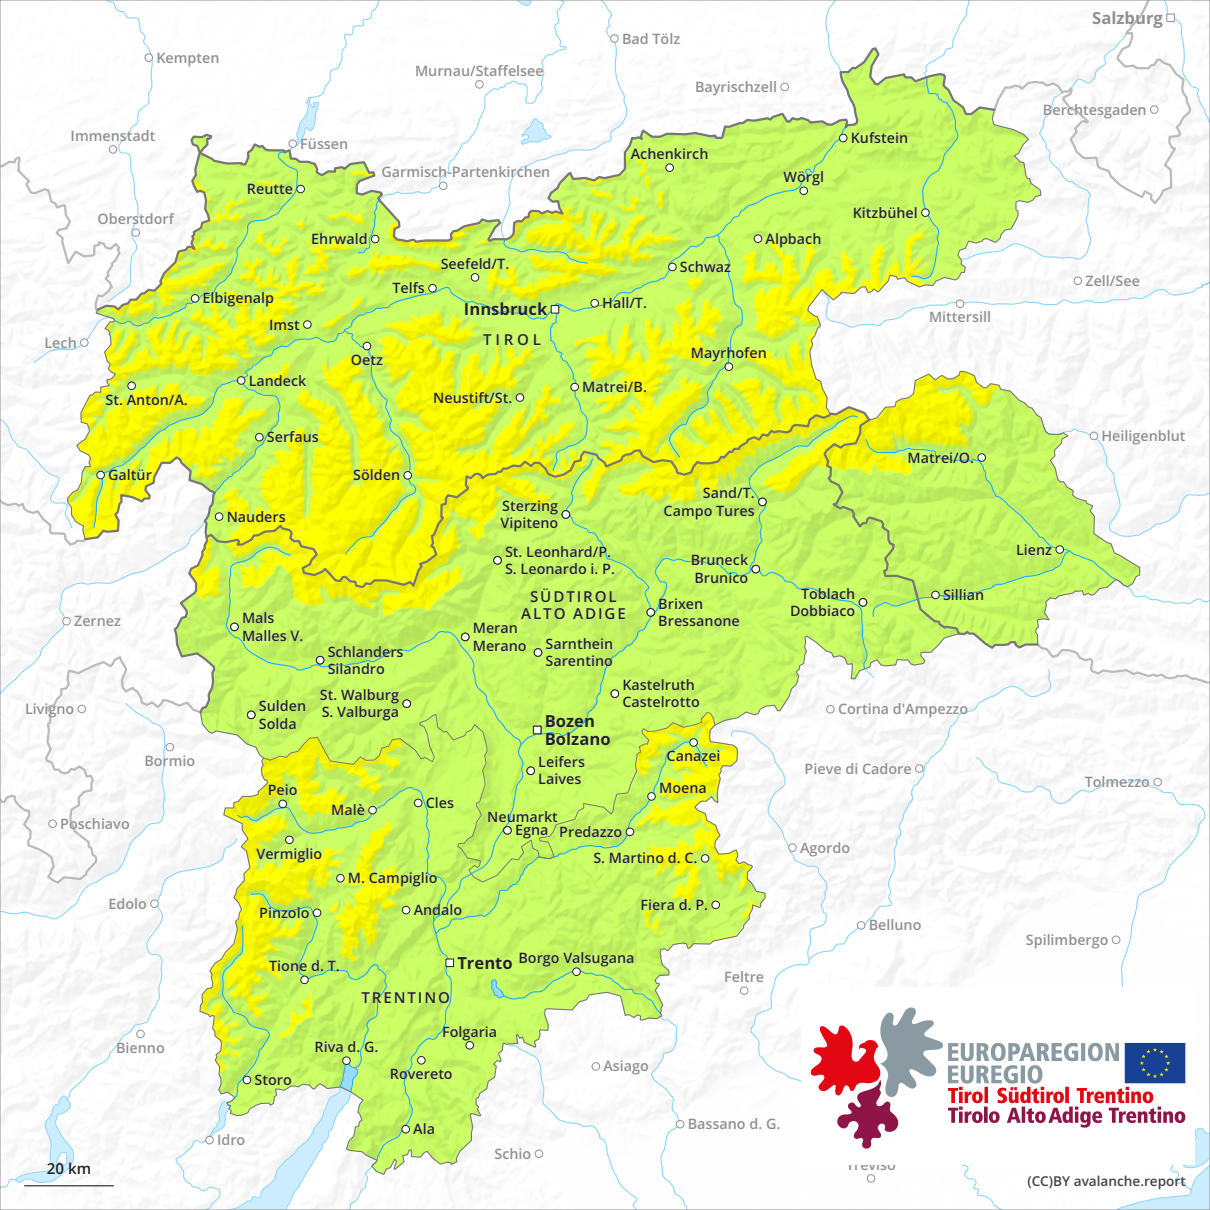 Salzburg
Bad Tölz
Kempten
Murnau/Staffelsee
Bayrischzell
Berchtesgaden
Immenstadt
Füssen
Kufstein
Achenkirch
Garmisch-Partenkirchen
Wörgl
Reutte
Oberstdorf
Kitzbühel
Ehrwald
Alpbach
Seefeld/T.
Schwaz
Zell/See
Telfs
Elbigenalp
Hall/T.
Innsbruck
Mittersill
Imst
TIROL
Lech
Oetz
Mayrhofen
Landeck
Matrei/B.
St. Anton/A.
Neustift/St.
Serfaus
Heiligenblut
Matrei/O.
Galtür
Sölden
Sand/T.
Campo Tures
Sterzing
Vipiteno
Nauders
St. Leonhard/P.
S. Leonardo i. P.
Lienz
Bruneck
Brunico
SÜDTIROL
ALTO ADIGE
Toblach
Dobbiaco
Sillian
Brixen
Bressanone
Zernez
Mals
Malles V.
Meran
Merano
Sarnthein
Sarentino
Schlanders
Silandro
Kastelruth
Castelrotto
St. Walburg
S. Valburga
Livigno
Sulden
Solda
Cortina d'Ampezzo
Bozen
Bolzano
Canazei
Bormio
Leifers
Laives
Pieve di Cadore
Tolmezzo
Peio
Moena
Malè
Cles
Neumarkt
Egna
Predazzo
Poschiavo
Vermiglio
S. Martino d. C.
Agordo
M. Campiglio
Edolo
Pinzolo
Andalo
Fiera d. P.
Belluno
Spilimbergo
Trento
Borgo Valsugana
Tione d. T.
Feltre
TRENTINO
Folgaria
Bienno
Riva d. G.
EUROPAREGION
EUREGIO
Asiago
Rovereto
Storo
Tirol Südtirol Trentino
Tirolo Alto Adige Trentino
Bassano d. G.
Ala
Idro
Schio
Treviso
20 km
(CC)BY avalanche.report